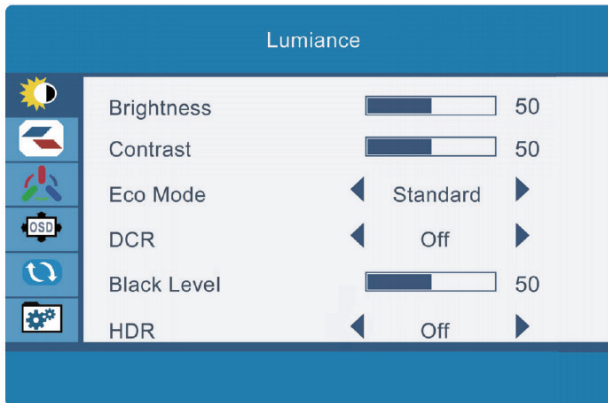 Lumiance
Brightness 50
Contrast 50
Eco Mode Standard
OSD
DCR Off
Black Level 50
HDR Off